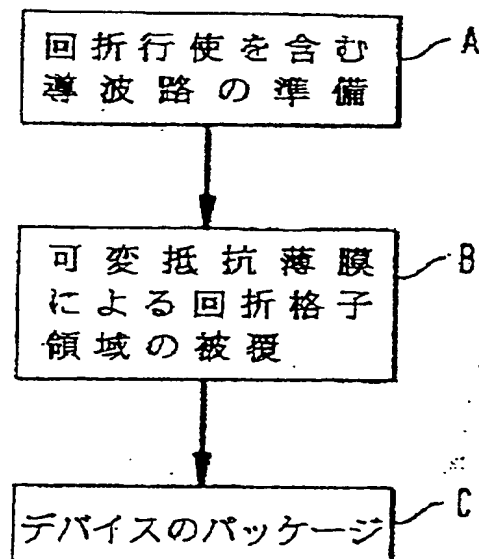 回折行使を含む
導波路の準備
A
可変抵抗薄膜
による回折格子
領域の被覆
B
デバイスのパッケージ
C